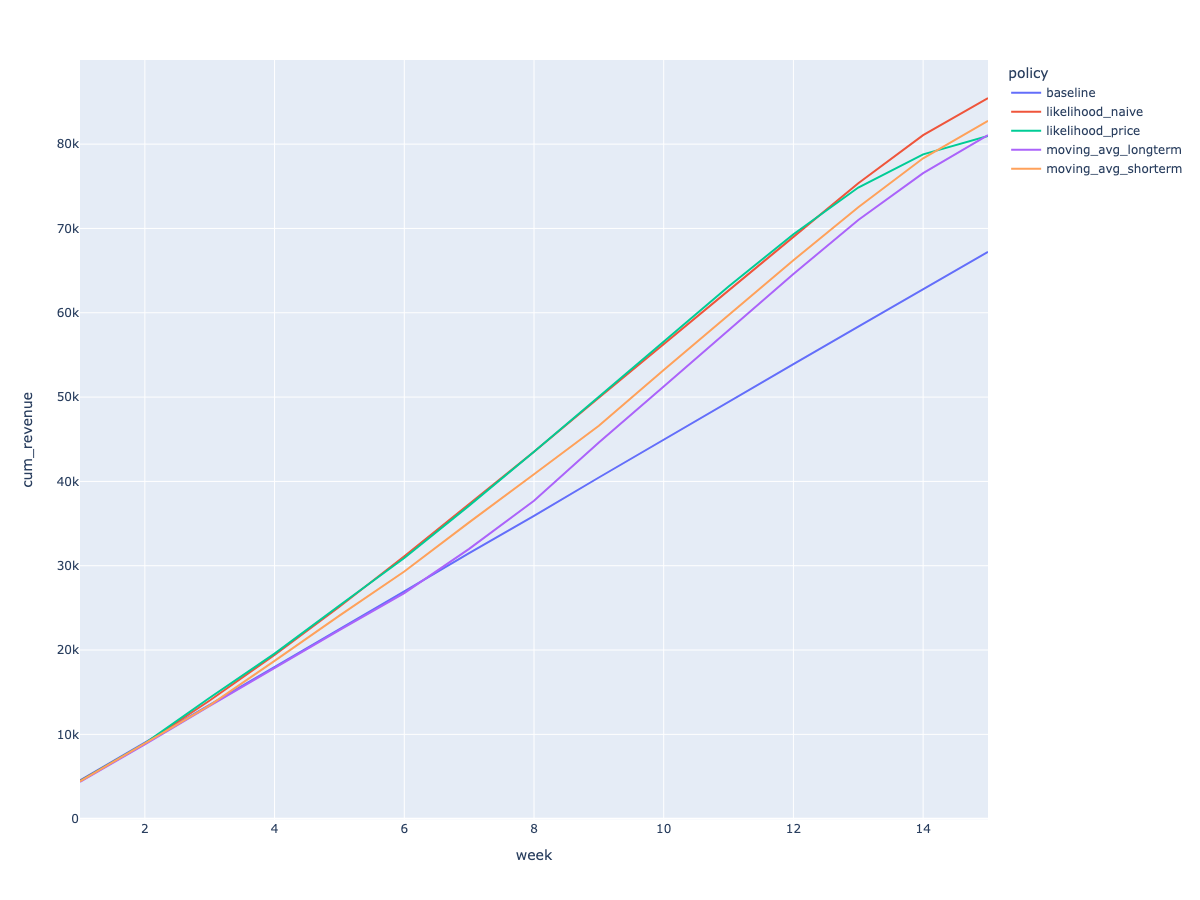 policy
baseline
likelihood_naive
likelihood_price
moving_avg_longterm
moving_avg_shorterm
cum_revenue
80k
70k
60k
50k
40k
30k
20k
10k
0
2 4 6 8 10 12 14
week